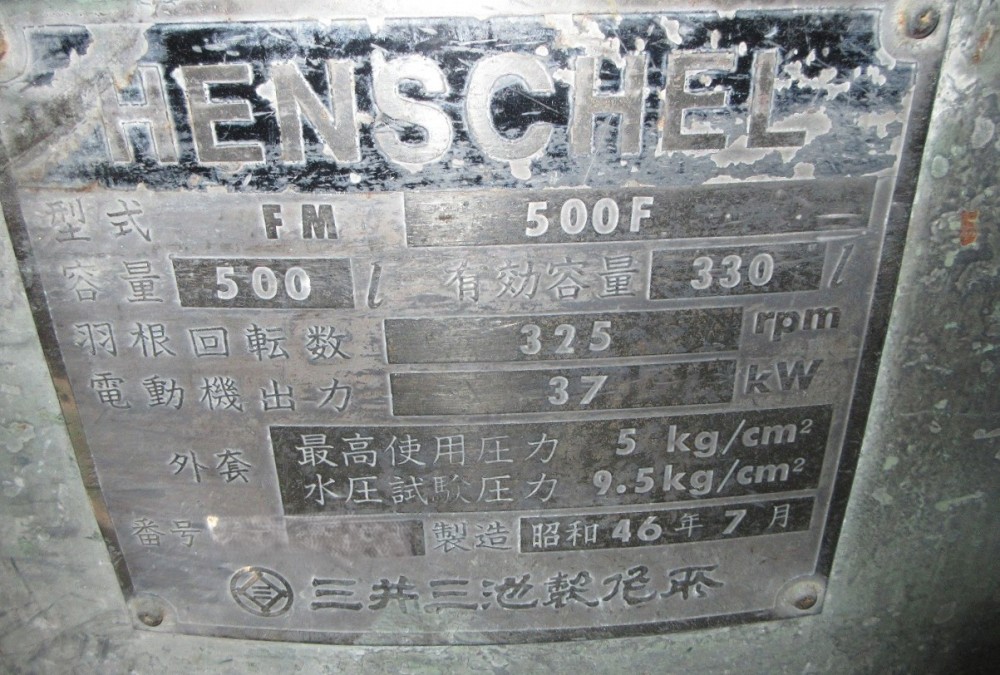 HENSCHEL
型式 FM 500F
容量 500 l 有効容量 330 l
羽根回転数 325 rpm
電動機出力 37 kW
外套 最高使用圧力 5 kg/cm²
水圧試験圧力 9.5kg/cm²
番号 製造 昭和46年7月
三井三池製作所